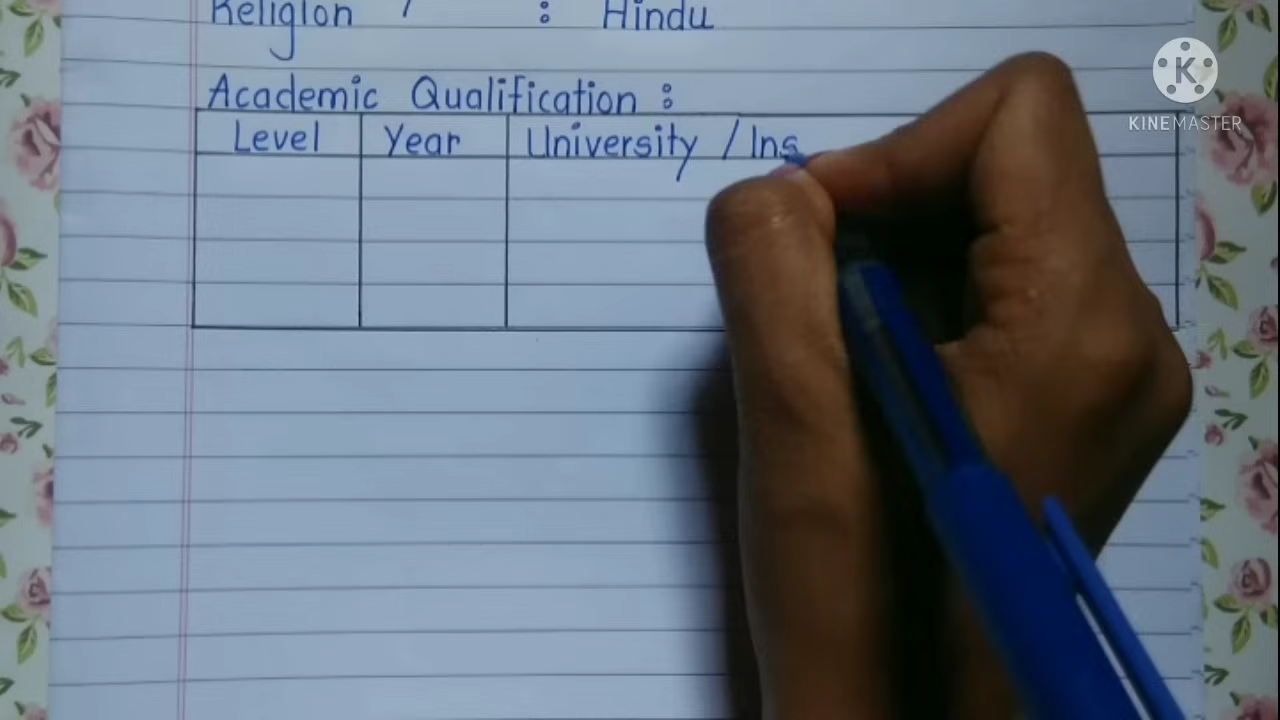 Religion : Hindu
Academic Qualification :
Level Year University / Ins
K
KINEMASTER